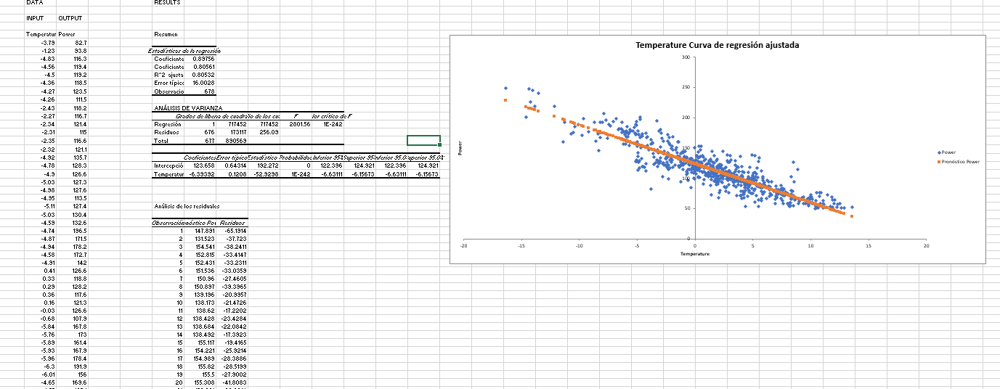 DATA
INPUT OUTPUT
Temperatur Power
-3.79 82.7
-1.23 93.8
-4.83 116.3
-4.56 119.4
-4.5 119.2
-4.36 118.5
-4.27 123.5
-4.26 111.5
-2.43 118.2
-2.27 116.7
-2.34 121.4
-2.31 115
-2.35 116.6
-2.32 121.1
-4.92 135.7
-4.78 128.3
-4.9 126.6
-5.03 127.3
-4.98 127.6
-4.95 113.5
-5.11 127.4
-5.03 130.4
-4.59 132.6
-4.74 196.5
-4.87 171.5
-4.94 178.2
-4.58 172.7
-4.91 142
0.41 126.6
0.33 118.8
0.29 128.2
0.36 117.6
0.16 121.3
-0.03 126.6
-0.68 107.9
-5.84 167.8
-5.76 173
-5.89 161.4
-5.93 167.9
-5.96 178.4
-6.3 191.9
-6.01 156
-4.65 169.6
RESULTS
Resumen
Estadísticas de la regresión
Coeficiente 0.89756
Coeficiente 0.80561
R^2 ajusta 0.80532
Error típico 16.0028
Observacio 678
ANÁLISIS DE VARIANZA
Grados de liber F lor crítico de F
Regresión 1 717452 717452 2801.56 1E-242
Residuos 676 173117 256.09
Total 677 890569
Coeficientes Error típico Estadístico Probabilidad Inferior 95% Superior 95% nferior 95.0% uperior 95.0%
Intercepció 123.658 0.64314 192.272 0 122.396 124.921 122.396 124.921
Temperatur -6.39392 0.1208 -52.9298 1E-242 -6.63111 -6.15673 -6.63111 -6.15673
Análisis de los residuales
Observación nóstico Po Residuos
1 147.891 -65.1914
2 131.523 -37.723
3 154.541 -38.2411
4 152.815 -33.4147
5 152.431 -33.2311
6 151.536 -33.0359
7 150.96 -27.4605
8 150.897 -39.3965
9 139.196 -20.9957
10 138.173 -21.4726
11 138.62 -17.2202
12 138.428 -23.4284
13 138.684 -22.0842
14 138.492 -17.3923
15 155.117 -19.4165
16 154.221 -25.9214
17 154.989 -28.3886
18 155.82 -28.5199
19 155.5 -27.9002
20 155.308 -41.8083
Temperature Curva de regresión ajustada
300
250
200
150
100
50
0
-20 -15 -10 -5 0 5 10 15 20
Power
Temperature
Power
Pronóstico Power